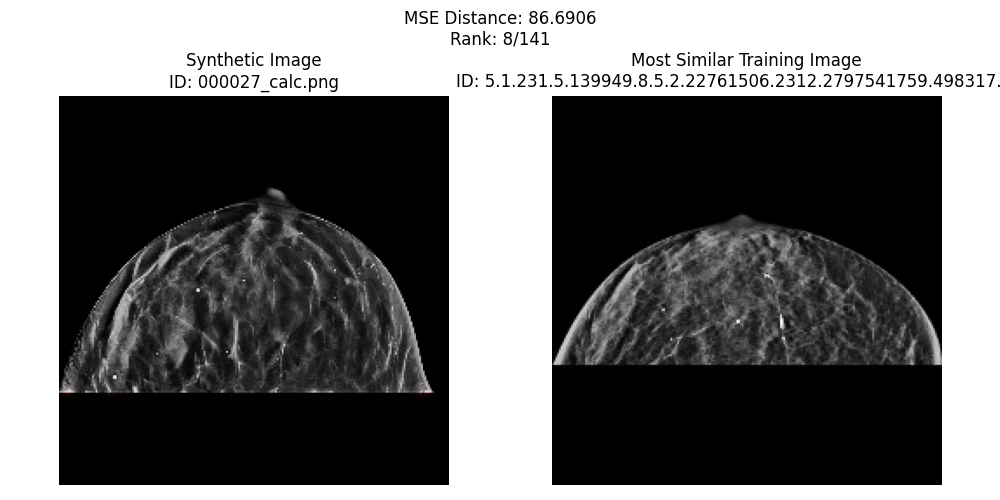 MSE Distance: 86.6906
Rank: 8/141
Synthetic Image
ID: 000027_calc.png
Most Similar Training Image
ID: 5.1.231.5.139949.8.5.2.22761506.2312.2797541759.498317.